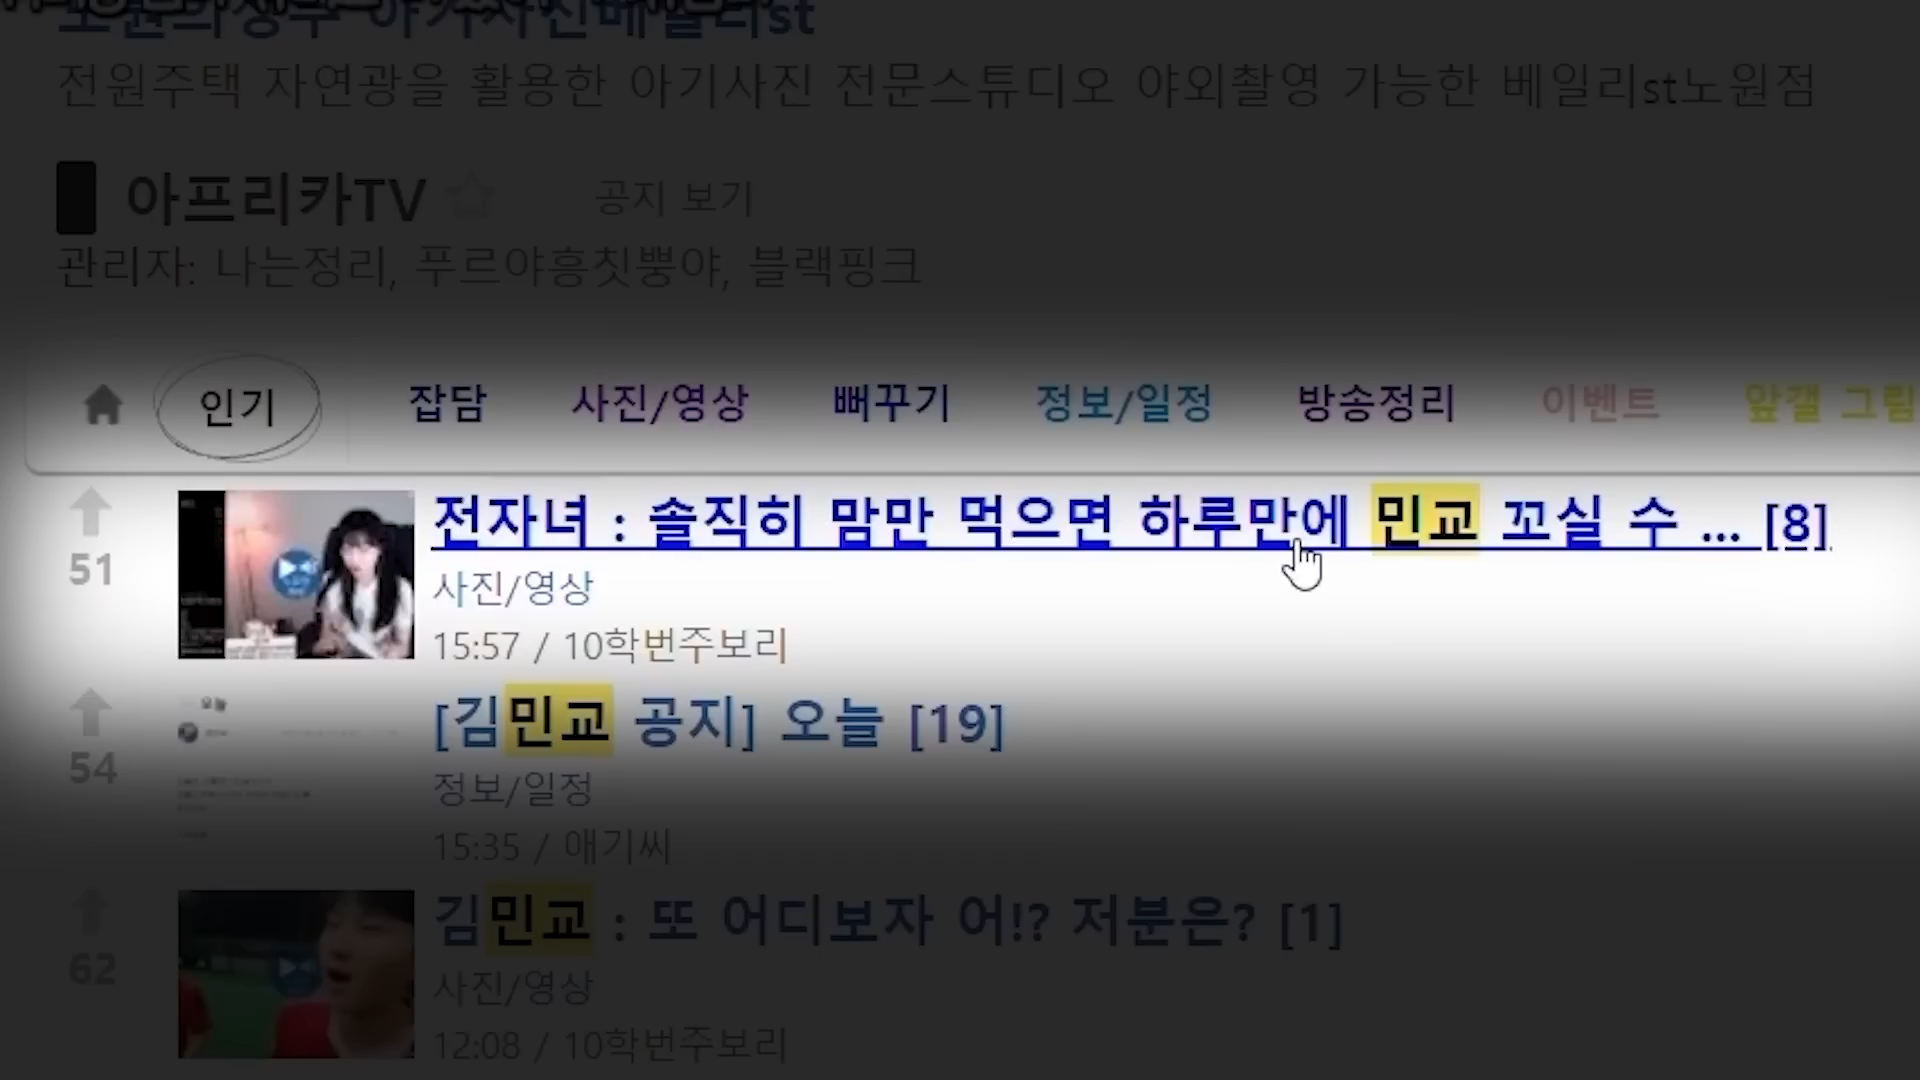 전원주택 자연광을 활용한 아기사진 전문스튜디오 야외촬영 가능한 베일리st노원점
아프리카TV 공지 보기
관리자: 나는정리, 푸르야흥칫뿡야, 블랙핑크
인기 잡담 사진/영상 뻐꾸기 정보/일정 방송정리 이벤트 앞갤 그림
51
전자녀 : 솔직히 맘만 먹으면 하루만에 민교 꼬실 수 ... [8]
사진/영상
15:57 / 10학번주보리
54
[김민교 공지] 오늘 [19]
정보/일정
15:35 / 애기씨
62
김민교 : 또 어디보자 어!? 저분은? [1]
사진/영상
12:08 / 10학번주보리